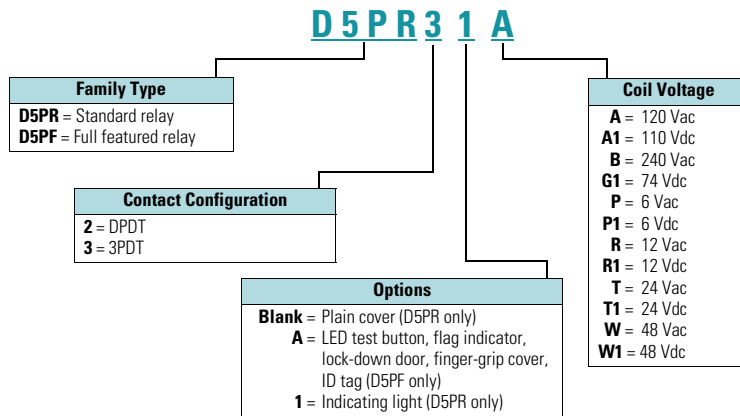 D5PR31A
Family Type
D5PR = Standard relay
D5PF = Full featured relay
Contact Configuration
2 = DPDT
3 = 3PDT
Options
Blank = Plain cover (D5PR only)
A = LED test button, flag indicator,
lock-down door, finger-grip cover,
ID tag (D5PF only)
1 = Indicating light (D5PR only)
Coil Voltage
A = 120 Vac
A1 = 110 Vdc
B = 240 Vac
G1 = 74 Vdc
P = 6 Vac
P1 = 6 Vdc
R = 12 Vac
R1 = 12 Vdc
T = 24 Vac
T1 = 24 Vdc
W = 48 Vac
W1 = 48 Vdc